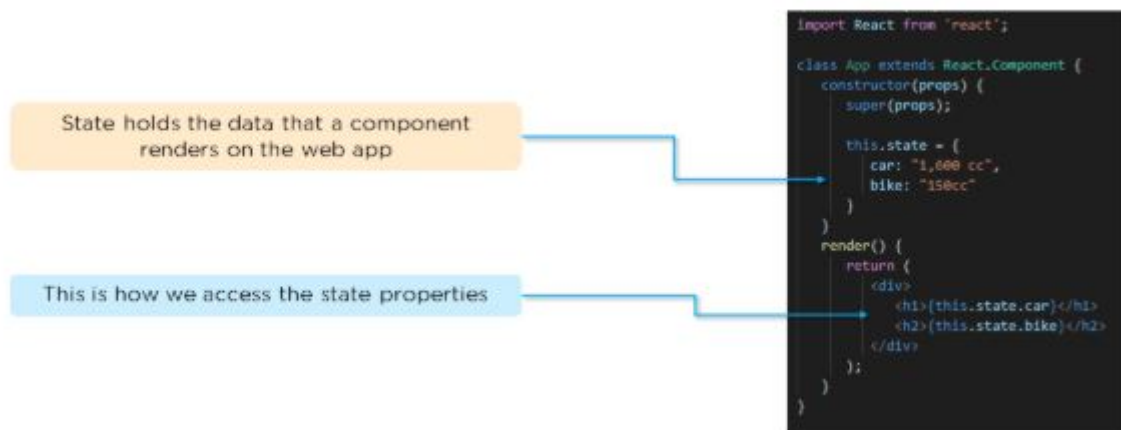 State holds the data that a component
renders on the web app
This is how we access the state properties
import React from 'react';
class App extends React.Component {
constructor(props) {
super(props);
this.state = {
car: "1,600 cc",
bike: "150cc"
}
}
render() {
return (
<div>
<h1>{this.state.car}</h1>
<h2>{this.state.bike}</h2>
</div>
);
}
}